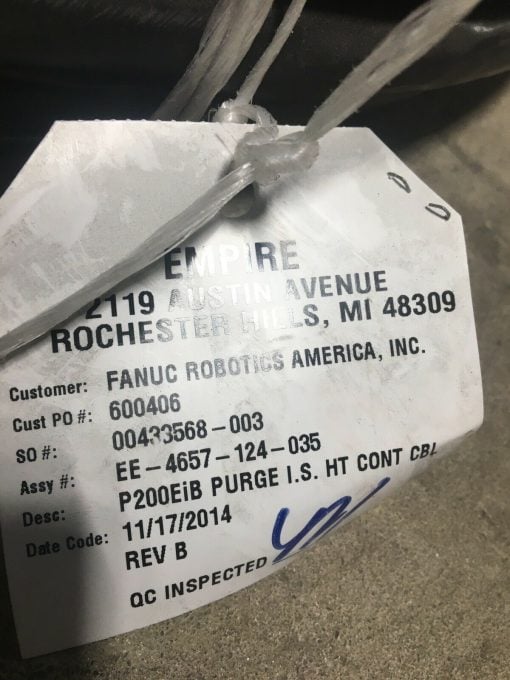 EMPIRE
2119 AUSTIN AVENUE
ROCHESTER HILLS, MI 48309
Customer: FANUC ROBOTICS AMERICA, INC.
Cust PO #: 600406
SO #: 00433568-003
Assy #: EE-4657-124-035
Desc: P200EiB PURGE I.S. HT CONT CBL
Date Code: 11/17/2014
REV B
QC INSPECTED